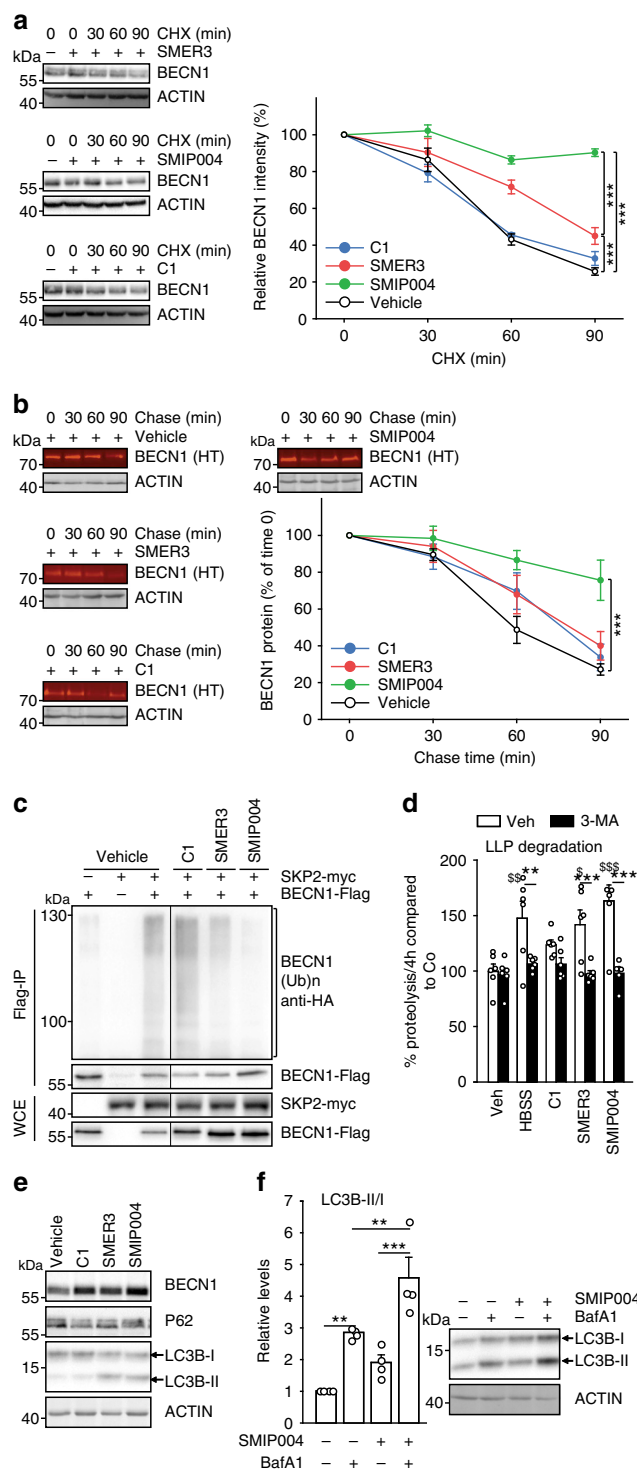 a
0 0 30 60 90 CHX (min)
kDa – + + + + SMER3
55 BECN1
40 ACTIN
0 0 30 60 90 CHX (min)
– + + + + SMIP004
55 BECN1
40 ACTIN
0 0 30 60 90 CHX (min)
– + + + + C1
55 BECN1
40 ACTIN
Relative BECN1 intensity (%)
100
80
60
40
20
0
C1
SMER3
SMIP004
Vehicle
***
***
***
0 30 60 90
CHX (min)
b
0 30 60 90 Chase (min)
kDa + + + + Vehicle
70 BECN1 (HT)
40 ACTIN
0 30 60 90 Chase (min)
kDa + + + + SMIP004
70 BECN1 (HT)
40 ACTIN
0 30 60 90 Chase (min)
+ + + + SMER3
70 BECN1 (HT)
40 ACTIN
0 30 60 90 Chase (min)
+ + + + C1
70 BECN1 (HT)
40 ACTIN
BECN1 protein (% of time 0)
100
80
60
40
20
0
C1
SMER3
SMIP004
Vehicle
***
0 30 60 90
Chase time (min)
c
Vehicle C1 SMER3 SMIP004
– + + + + + SKP2-myc
+ – + + + + BECN1-Flag
kDa
130
100
BECN1
(Ub)n
anti-HA
Flag-IP
55 BECN1-Flag
WCE
40 SKP2-myc
55 BECN1-Flag
d
Veh 3-MA
LLP degradation
% proteolysis/4h compared
to Co
200
150
100
50
0
$$ ** $ *** $$$ ***
Veh HBSS C1 SMER3 SMIP004
e
Vehicle C1 SMER3 SMIP004
kDa
55 BECN1
55 P62
15 LC3B-I
LC3B-II
40 ACTIN
f
LC3B-II/I
Relative levels
7
6
5
4
3
2
1
0
**
***
**
SMIP004 – – + +
BafA1 – + – +
– – + + SMIP004
kDa – + – + BafA1
15 LC3B-I
LC3B-II
40 ACTIN